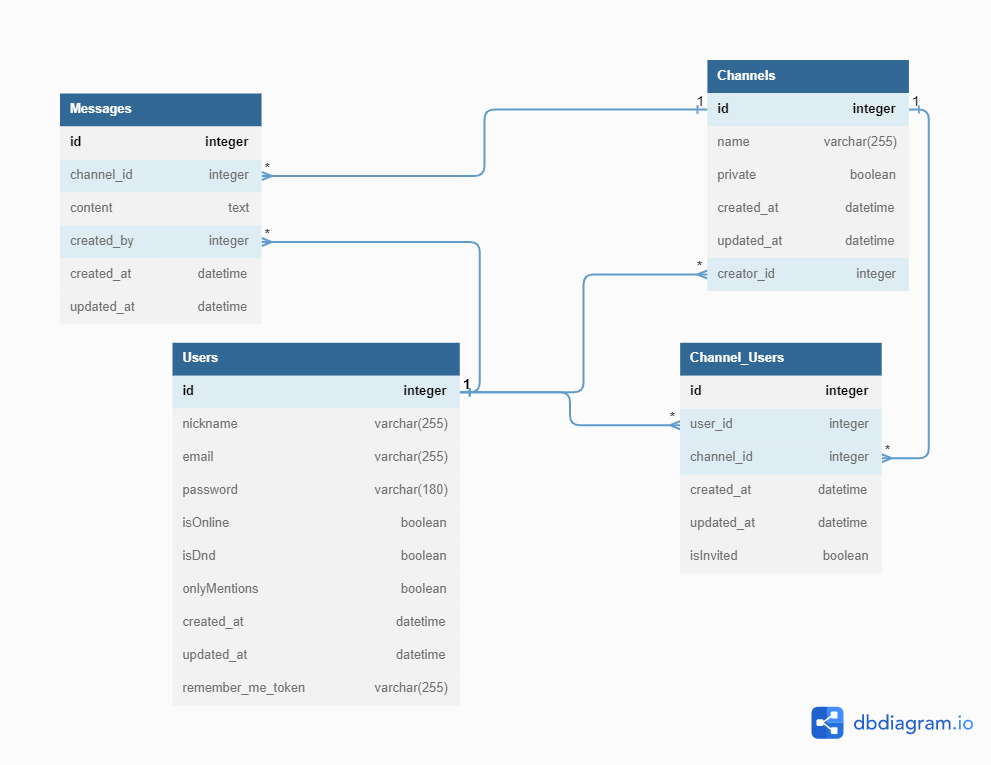 Messages
id integer
channel_id integer
content text
created_by integer
created_at datetime
updated_at datetime
*
*
Channels
1
1
id integer
name varchar(255)
private boolean
created_at datetime
updated_at datetime
*
creator_id integer
Users
1
id integer
nickname varchar(255)
email varchar(255)
password varchar(180)
isOnline boolean
isDnd boolean
onlyMentions boolean
created_at datetime
updated_at datetime
remember_me_token varchar(255)
Channel_Users
id integer
*
user_id integer
*
channel_id integer
created_at datetime
updated_at datetime
isInvited boolean
dbdiagram.io